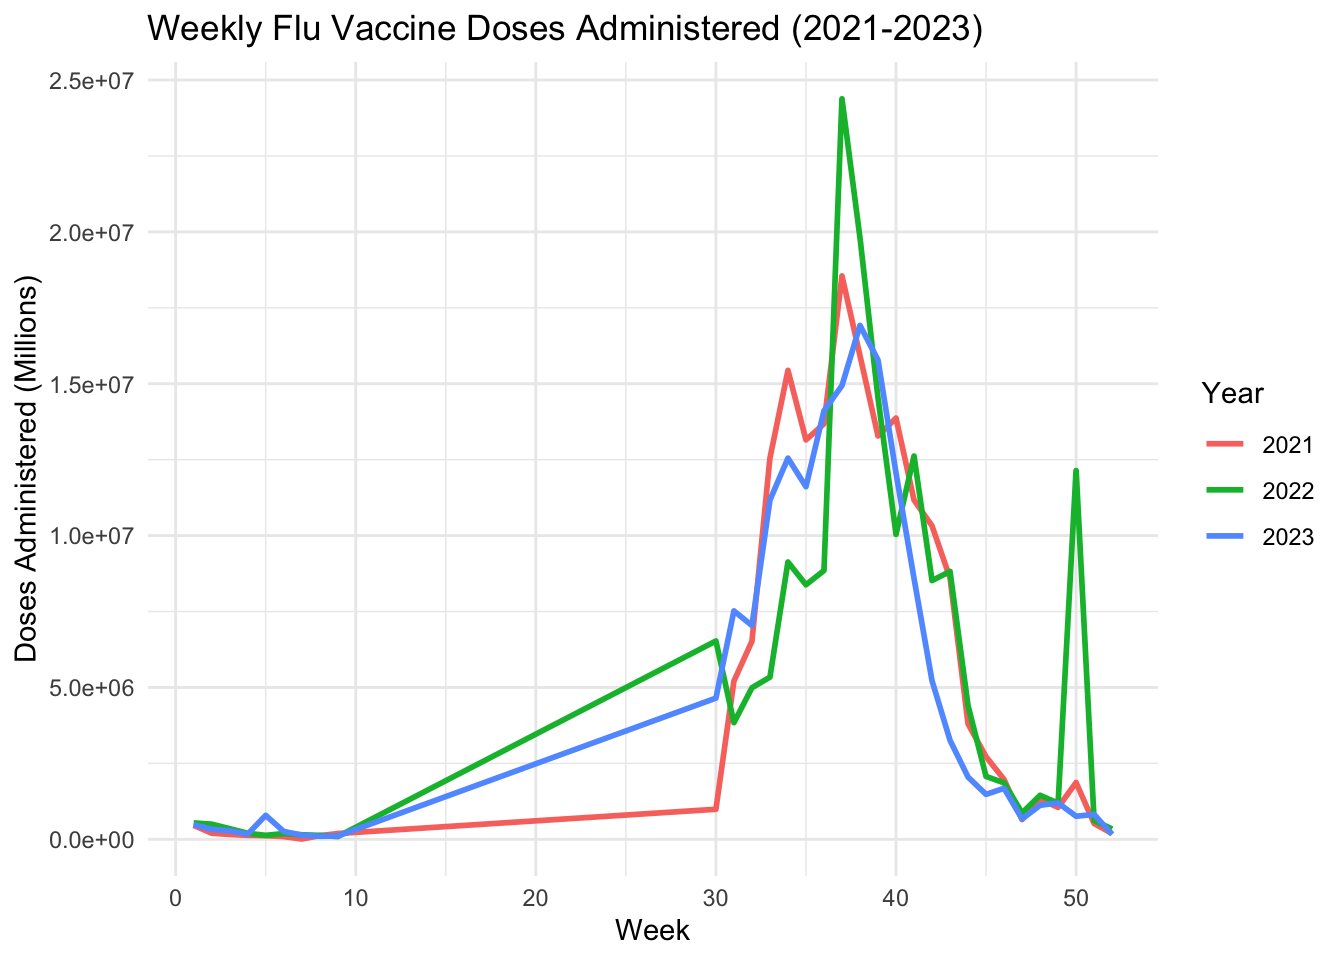 Weekly Flu Vaccine Doses Administered (2021-2023)
Doses Administered (Millions)
2.5e+07
2.0e+07
1.5e+07
1.0e+07
5.0e+06
0.0e+00
0 10 20 30 40 50
Week
Year
2021
2022
2023